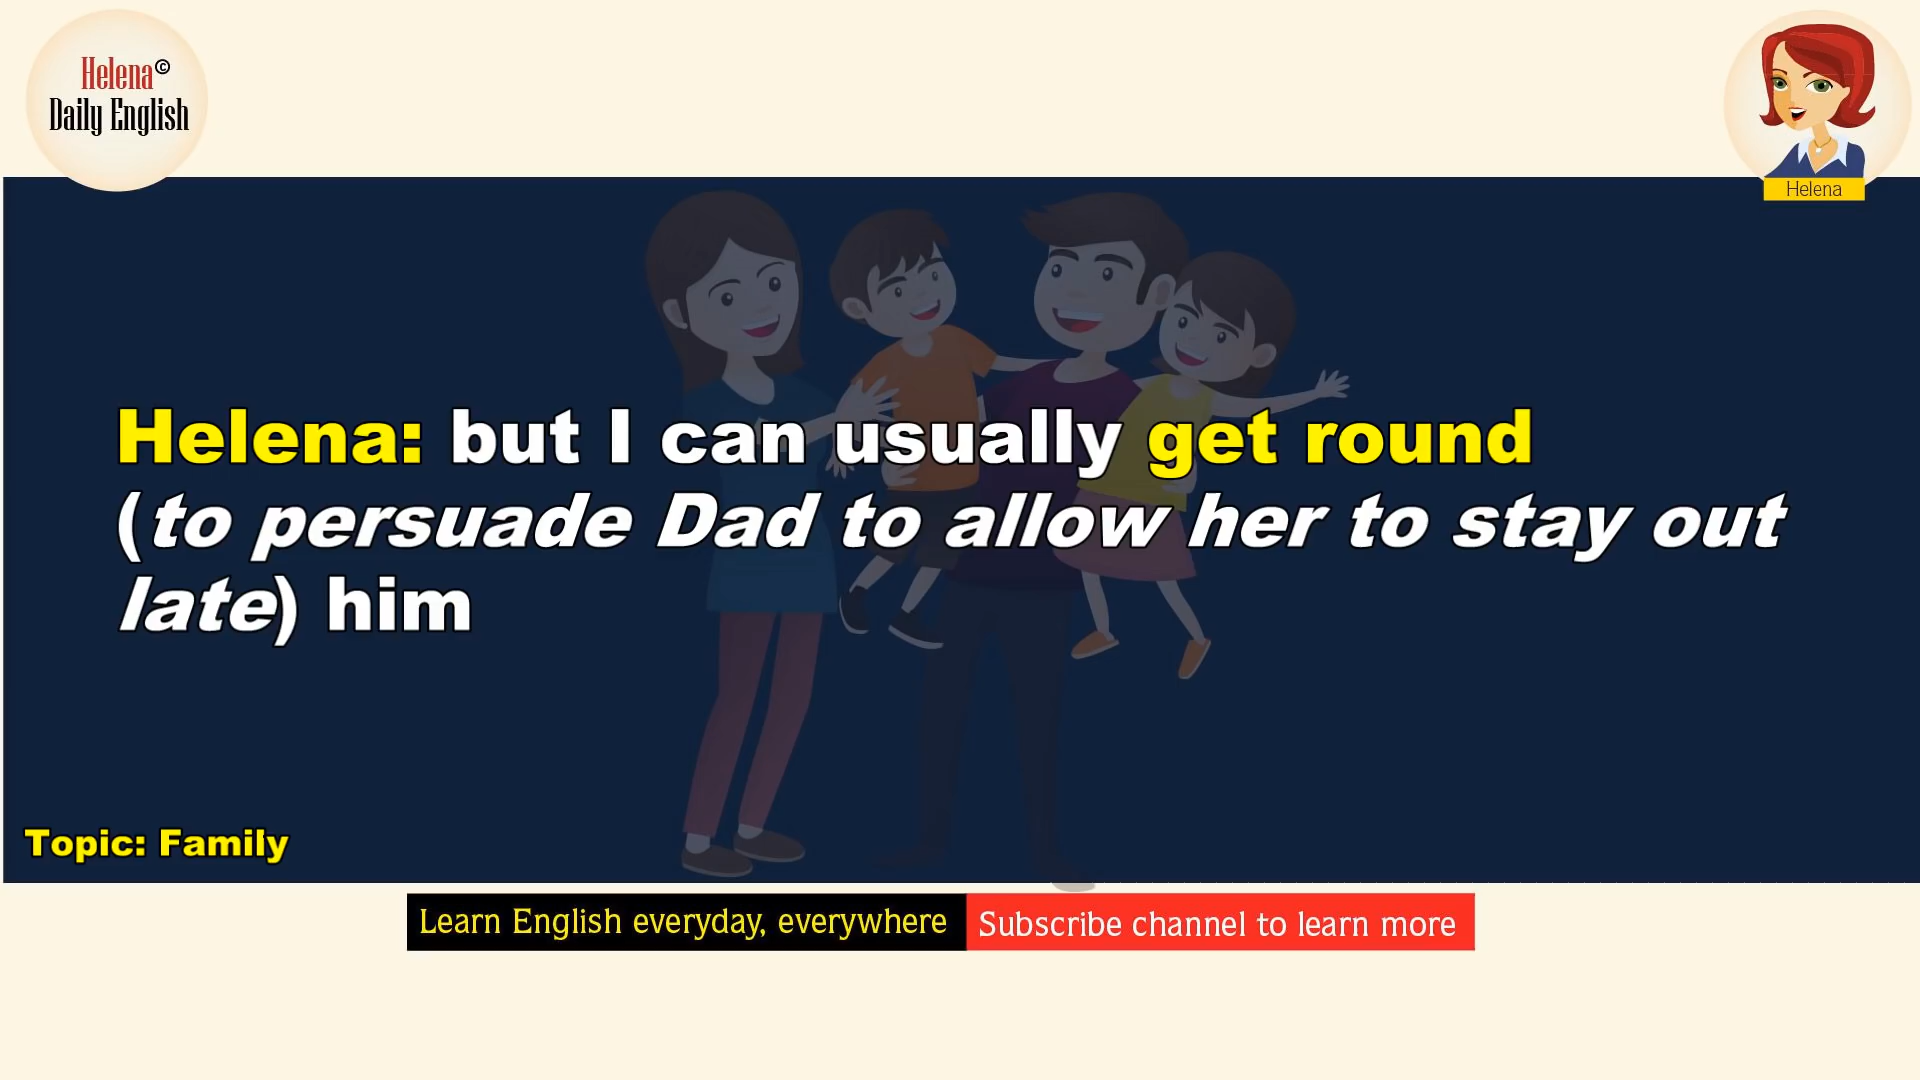 Helena©
Daily English
Helena
Helena: but I can usually get round
(to persuade Dad to allow her to stay out
late) him
Topic: Family
Learn English everyday, everywhere
Subscribe channel to learn more